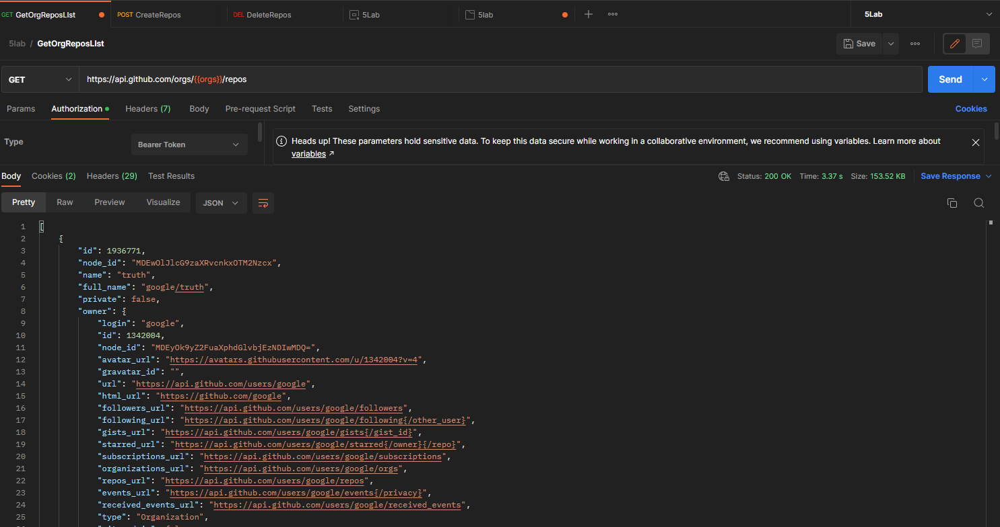 GET GetOrgReposLIst POST CreateRepos DEL DeleteRepos 5Lab 5lab 5Lab
5lab / GetOrgReposLIst Save
GET https://api.github.com/orgs/{{orgs}}/repos Send
Params Authorization Headers (7) Body Pre-request Script Tests Settings Cookies
Type Bearer Token
Heads up! These parameters hold sensitive data. To keep this data secure while working in a collaborative environment, we recommend using variables. Learn more about
variables ↗
Body Cookies (2) Headers (29) Test Results Status: 200 OK Time: 3.37 s Size: 153.52 KB Save Response
Pretty Raw Preview Visualize JSON
1 [
2 {
3 "id": 1936771,
4 "node_id": "MDEwOlJlcG9zaXRvcnkxOTM2Nzcx",
5 "name": "truth",
6 "full_name": "google/truth",
7 "private": false,
8 "owner": {
9 "login": "google",
10 "id": 1342004,
11 "node_id": "MDEyOk9yZ2FuaXphdGlvbjEzNDIwMDQ=",
12 "avatar_url": "https://avatars.githubusercontent.com/u/1342004?v=4",
13 "gravatar_id": "",
14 "url": "https://api.github.com/users/google",
15 "html_url": "https://github.com/google",
16 "followers_url": "https://api.github.com/users/google/followers",
17 "following_url": "https://api.github.com/users/google/following{/other_user}",
18 "gists_url": "https://api.github.com/users/google/gists{/gist_id}",
19 "starred_url": "https://api.github.com/users/google/starred{/owner}{/repo}",
20 "subscriptions_url": "https://api.github.com/users/google/subscriptions",
21 "organizations_url": "https://api.github.com/users/google/orgs",
22 "repos_url": "https://api.github.com/users/google/repos",
23 "events_url": "https://api.github.com/users/google/events{/privacy}",
24 "received_events_url": "https://api.github.com/users/google/received_events",
25 "type": "Organization",